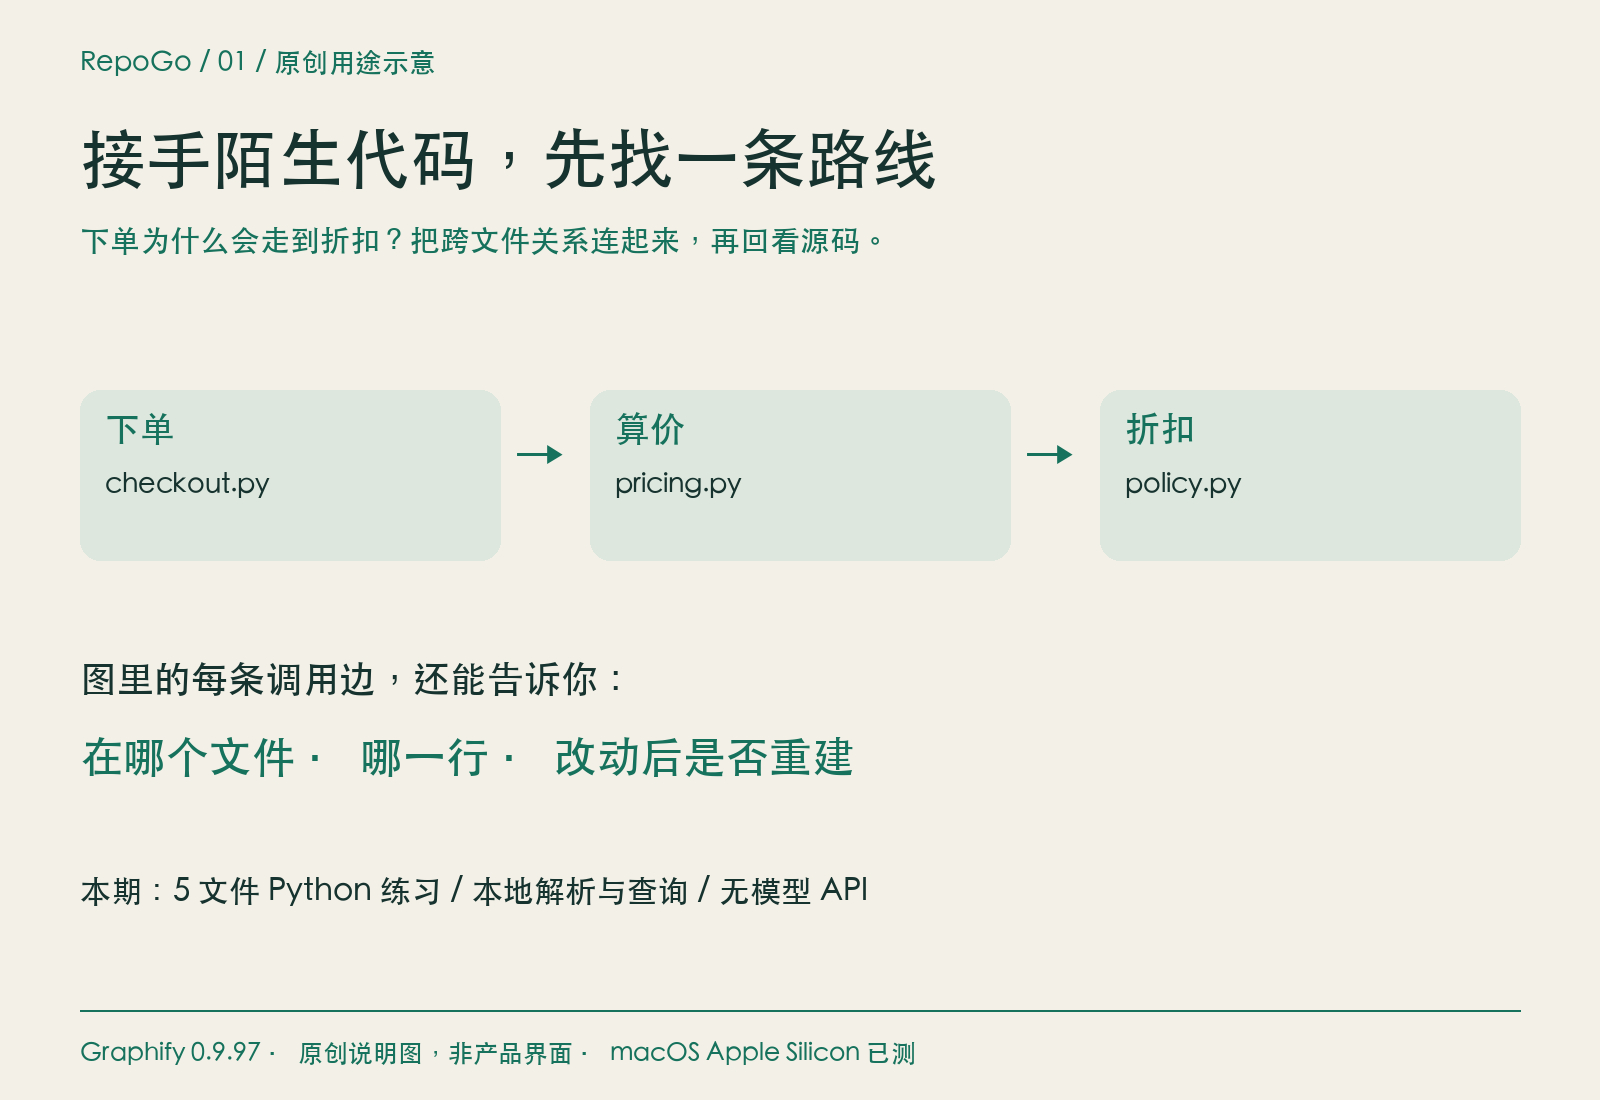 RepoGo / 01 / 原创用途示意
接手陌生代码，先找一条路线
下单为什么会走到折扣？把跨文件关系连起来，再回看源码。
下单
checkout.py
算价
pricing.py
折扣
policy.py
图里的每条调用边，还能告诉你：
在哪个文件 · 哪一行 · 改动后是否重建
本期：5 文件 Python 练习 / 本地解析与查询 / 无模型 API
Graphify 0.9.97 · 原创说明图，非产品界面 · macOS Apple Silicon 已测